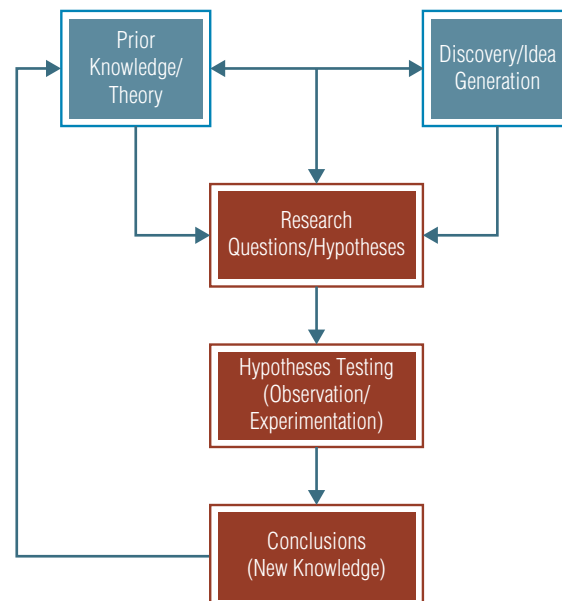 Prior
Knowledge/
Theory
Discovery/Idea
Generation
Research
Questions/Hypotheses
Hypotheses Testing
(Observation/
Experimentation)
Conclusions
(New Knowledge)